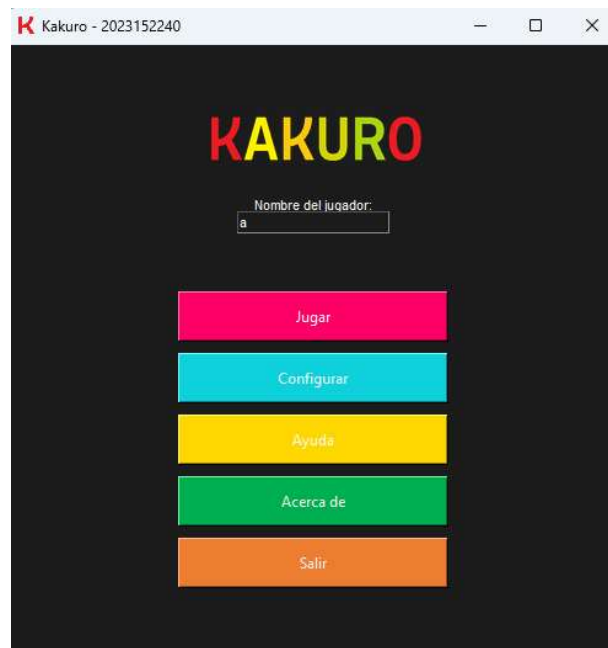 Kakuro - 2023152240
KAKURO
Nombre del jugador:
a
Jugar
Configurar
Ayuda
Acerca de
Salir